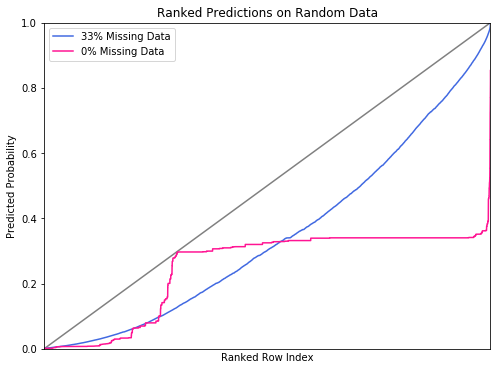 Ranked Predictions on Random Data
33% Missing Data
0% Missing Data
1.0
0.8
0.6
0.4
0.2
0.0
Predicted Probability
Ranked Row Index